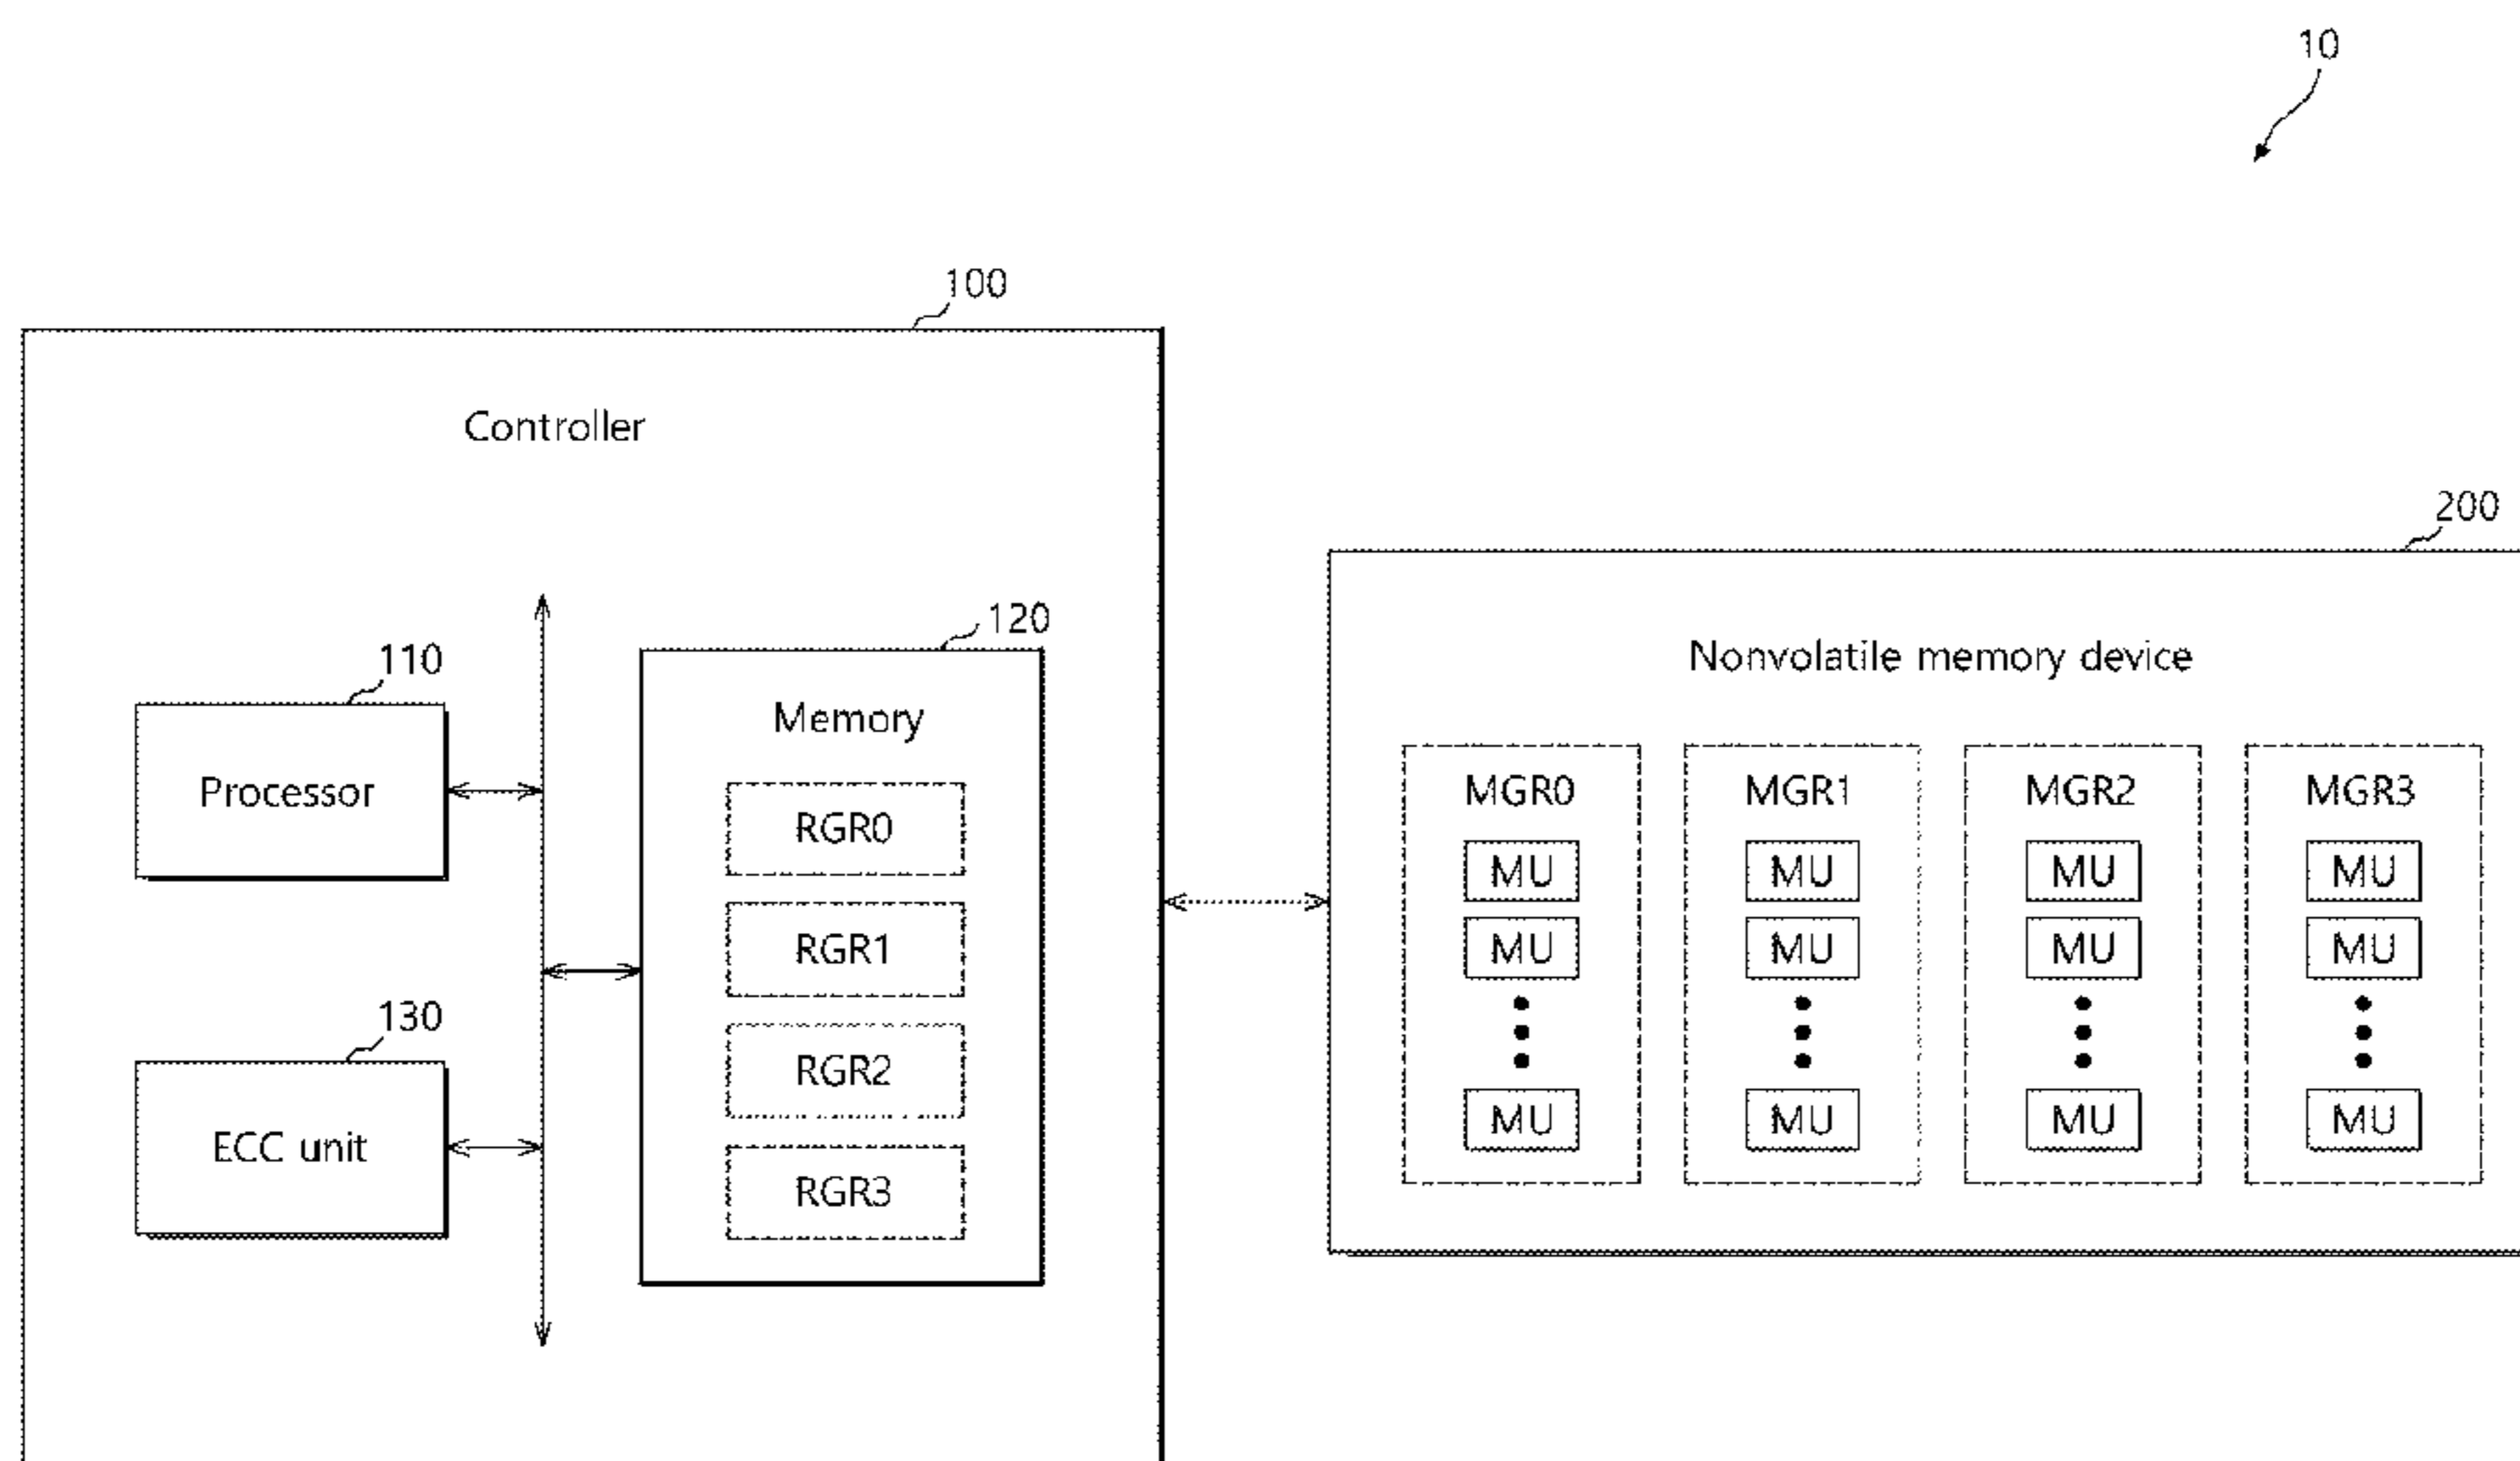 10
100
Controller
200
120
110
Nonvolatile memory device
Memory
Processor
MGR0 MGR1 MGR2 MGR3
RGR0
MU MU MU MU
RGR1
MU MU MU MU
130
RGR2
MU MU MU MU
ECC unit
RGR3